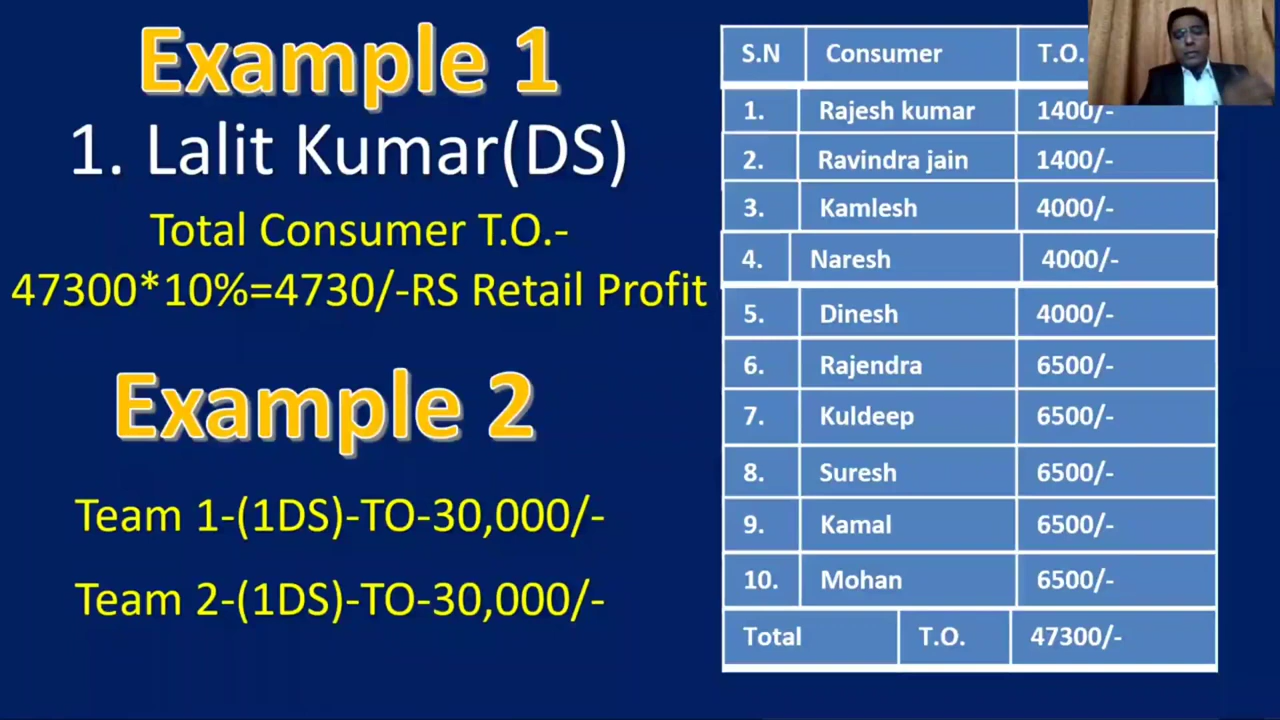 Example 1
1. Lalit Kumar(DS)
Total Consumer T.O.-
47300*10%=4730/-RS Retail Profit
Example 2
Team 1-(1DS)-TO-30,000/-
Team 2-(1DS)-TO-30,000/-
S.N Consumer T.O.
1. Rajesh kumar 1400/-
2. Ravindra jain 1400/-
3. Kamlesh 4000/-
4. Naresh 4000/-
5. Dinesh 4000/-
6. Rajendra 6500/-
7. Kuldeep 6500/-
8. Suresh 6500/-
9. Kamal 6500/-
10. Mohan 6500/-
Total T.O. 47300/-